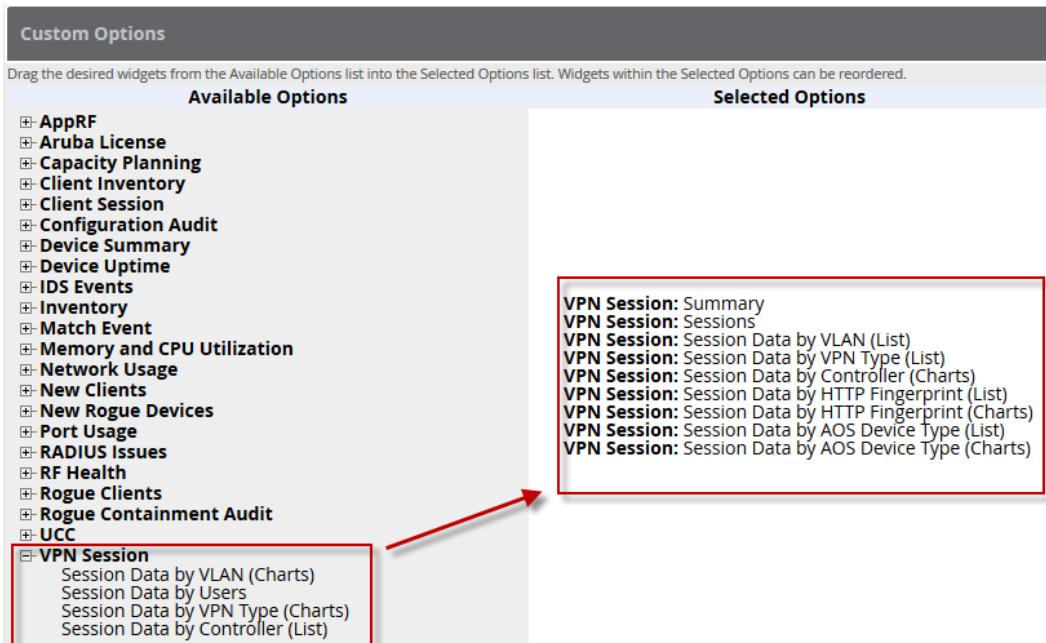 Custom Options
Drag the desired widgets from the Available Options list into the Selected Options list. Widgets within the Selected Options can be reordered.
Available Options
AppRF
Aruba License
Capacity Planning
Client Inventory
Client Session
Configuration Audit
Device Summary
Device Uptime
IDS Events
Inventory
Match Event
Memory and CPU Utilization
Network Usage
New Clients
New Rogue Devices
Port Usage
RADIUS Issues
RF Health
Rogue Clients
Rogue Containment Audit
UCC
VPN Session
Session Data by VLAN (Charts)
Session Data by Users
Session Data by VPN Type (Charts)
Session Data by Controller (List)
Selected Options
VPN Session: Summary
VPN Session: Sessions
VPN Session: Session Data by VLAN (List)
VPN Session: Session Data by VPN Type (List)
VPN Session: Session Data by Controller (Charts)
VPN Session: Session Data by HTTP Fingerprint (List)
VPN Session: Session Data by HTTP Fingerprint (Charts)
VPN Session: Session Data by AOS Device Type (List)
VPN Session: Session Data by AOS Device Type (Charts)